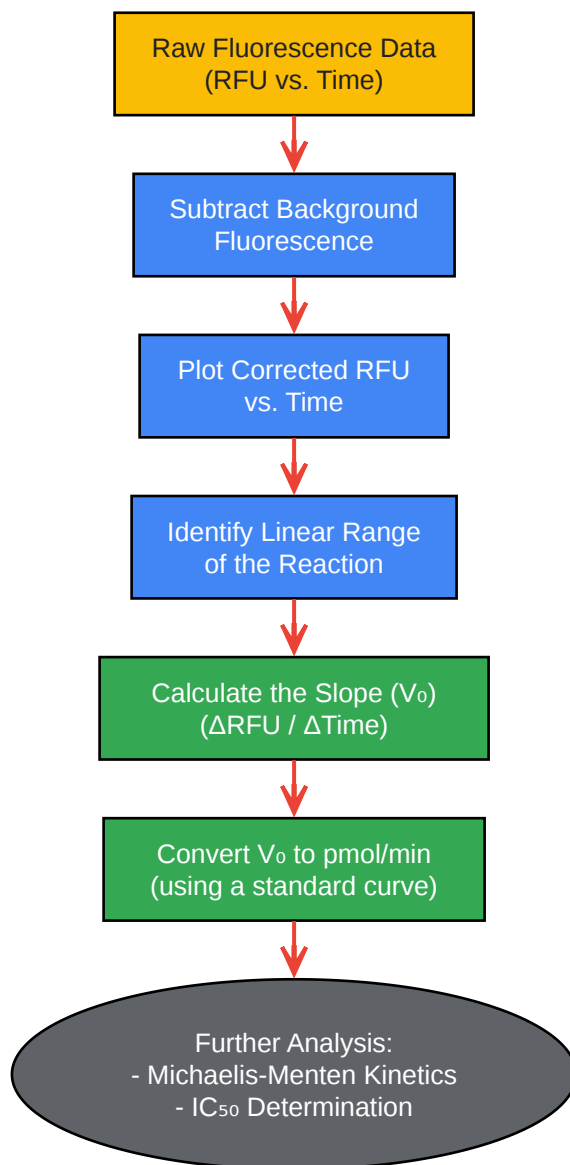 Raw Fluorescence Data
(RFU vs. Time)
Subtract Background
Fluorescence
Plot Corrected RFU
vs. Time
Identify Linear Range
of the Reaction
Calculate the Slope (V₀)
(ΔRFU / ΔTime)
Convert V₀ to pmol/min
(using a standard curve)
Further Analysis:
- Michaelis-Menten Kinetics
- IC₅₀ Determination